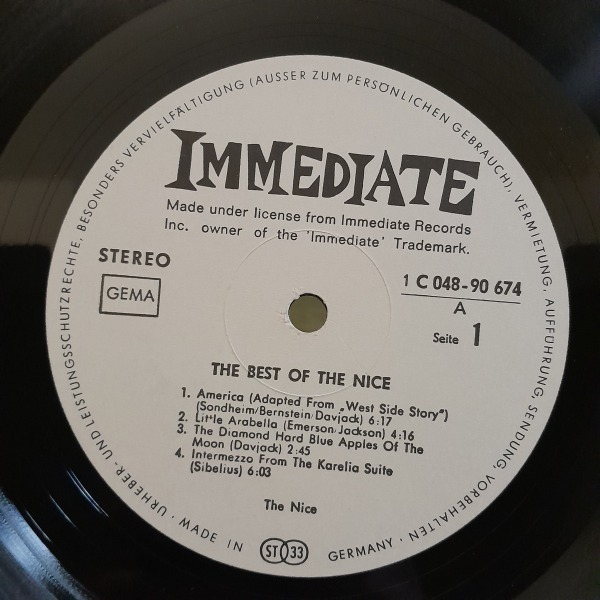 IMMEDIATE
Made under license from Immediate Records
Inc. owner of the 'Immediate' Trademark.
STEREO
GEMA
1 C 048-90 674
A
Seite 1
THE BEST OF THE NICE
1. America (Adapted From „West Side Story")
(Sondheim/Bernstein/Davjack) 6:17
2. Little Arabella (Emerson/Jackson) 4:16
3. The Diamond Hard Blue Apples Of The
Moon (Davjack) 2:45
4. Intermezzo From The Karelia Suite
(Sibelius) 6:03
The Nice
URHEBER- UND LEISTUNGSSCHUTZRECHTE, BESONDERS VERVIELFÄLTIGUNG (AUSSER ZUM PERSÖNLICHEN GEBRAUCH), VERMIETUNG, AUFFÜHRUNG, SENDUNG, VORBEHALTEN · MADE IN GERMANY ·
ST 33